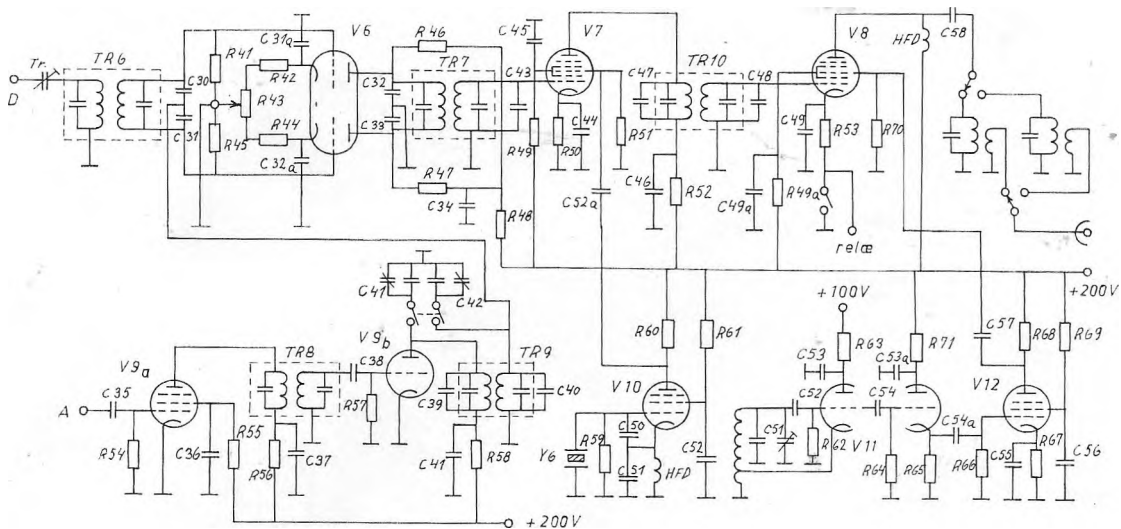 C31a
V6
R46
C45
V7
V8
HFD
C58
Tr.
TR6
R41
R42
C30
C32
TR7
C43
C47
TR10
C48
D
R43
C31
R44
R45
C32a
C33
R47
C34
R48
R49
R50
C44
R51
C52a
C46
R52
C49
R53
R70
C49a
R49a
relæ
C41
C42
+100V
+200V
V9a
V9b
TR8
C38
TR9
R60
R61
C53
R63
C53a
R71
C57
R68
R69
A
C35
R57
C39
C40
V10
C52
C54
V12
C54a
R54
C36
R55
R56
C37
C41
R58
Y6
R59
C50
C51
HFD
C52
C51
R62
V11
R64
R65
R66
C55
R67
C56
+200V